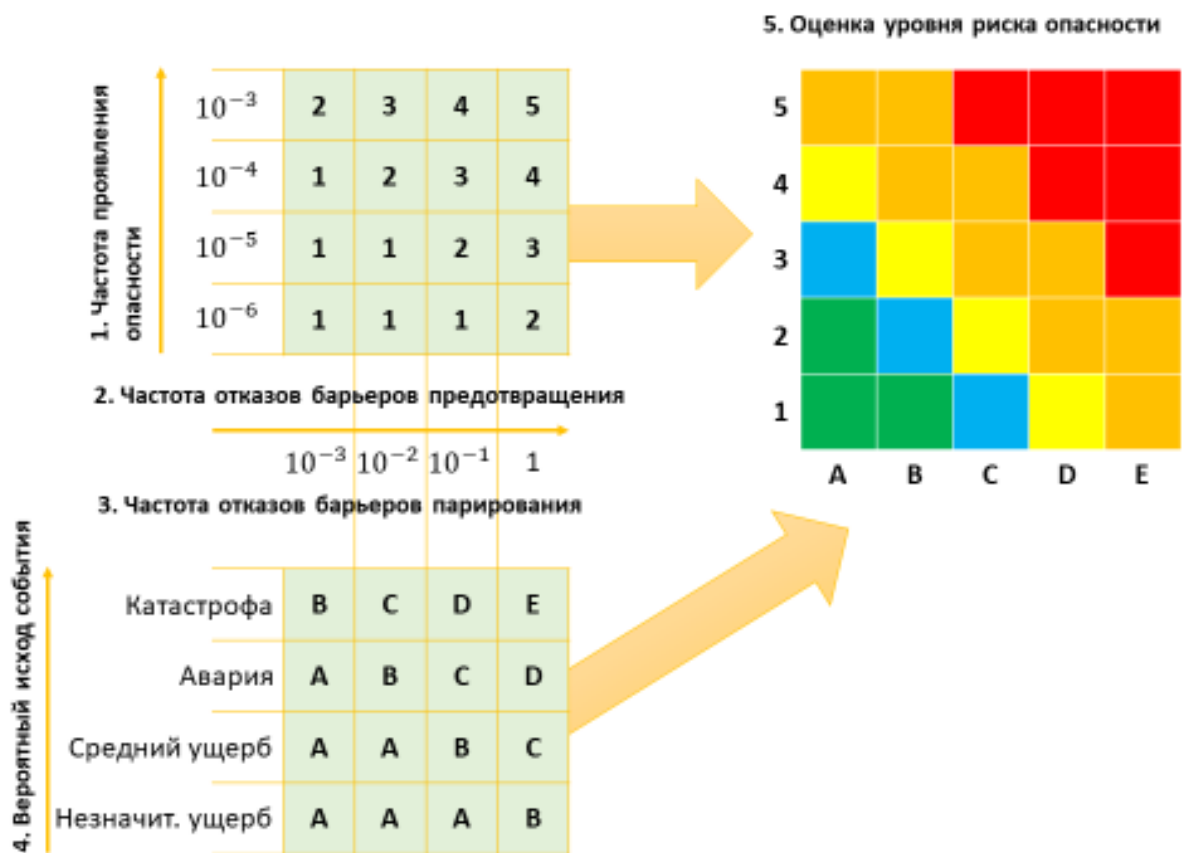 5. Оценка уровня риска опасности
1. Частота проявления
опасности
10⁻³ 2 3 4 5
10⁻⁴ 1 2 3 4
10⁻⁵ 1 1 2 3
10⁻⁶ 1 1 1 2
2. Частота отказов барьеров предотвращения
10⁻³ 10⁻² 10⁻¹ 1
3. Частота отказов барьеров парирования
4. Вероятный исход события
Катастрофа B C D E
Авария A B C D
Средний ущерб A A B C
Незначит. ущерб A A A B
5
4
3
2
1
A B C D E